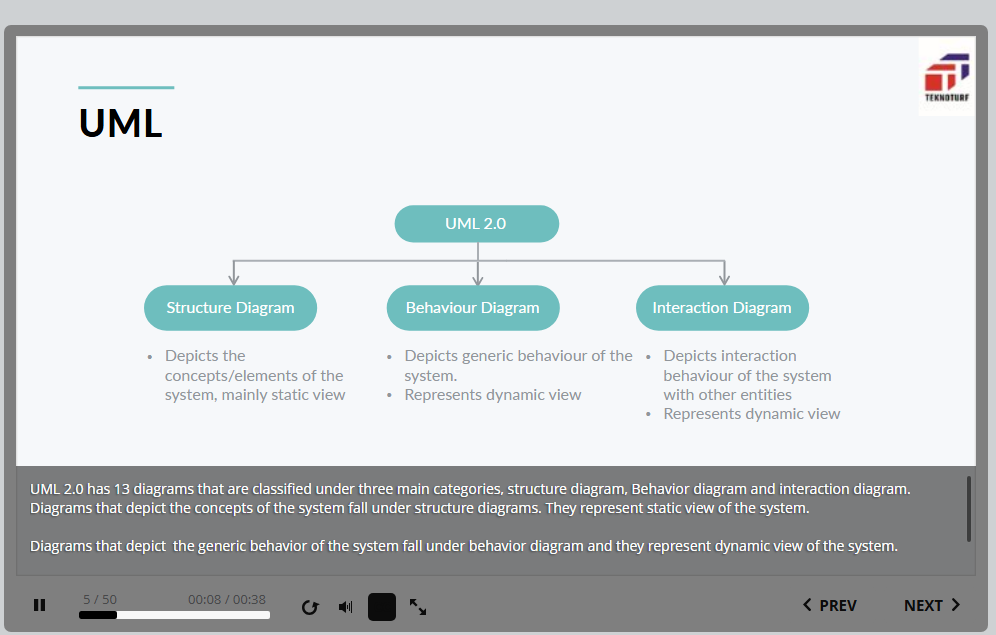 TEKNOTURF
UML
UML 2.0
Structure Diagram
Behaviour Diagram
Interaction Diagram
• Depicts the
concepts/elements of the
system, mainly static view
• Depicts generic behaviour of the
system.
• Represents dynamic view
• Depicts interaction
behaviour of the system
with other entities
• Represents dynamic view
UML 2.0 has 13 diagrams that are classified under three main categories, structure diagram, Behavior diagram and interaction diagram.
Diagrams that depict the concepts of the system fall under structure diagrams. They represent static view of the system.
Diagrams that depict  the generic behavior of the system fall under behavior diagram and they represent dynamic view of the system.
5 / 50
00:08 / 00:38
PREV
NEXT